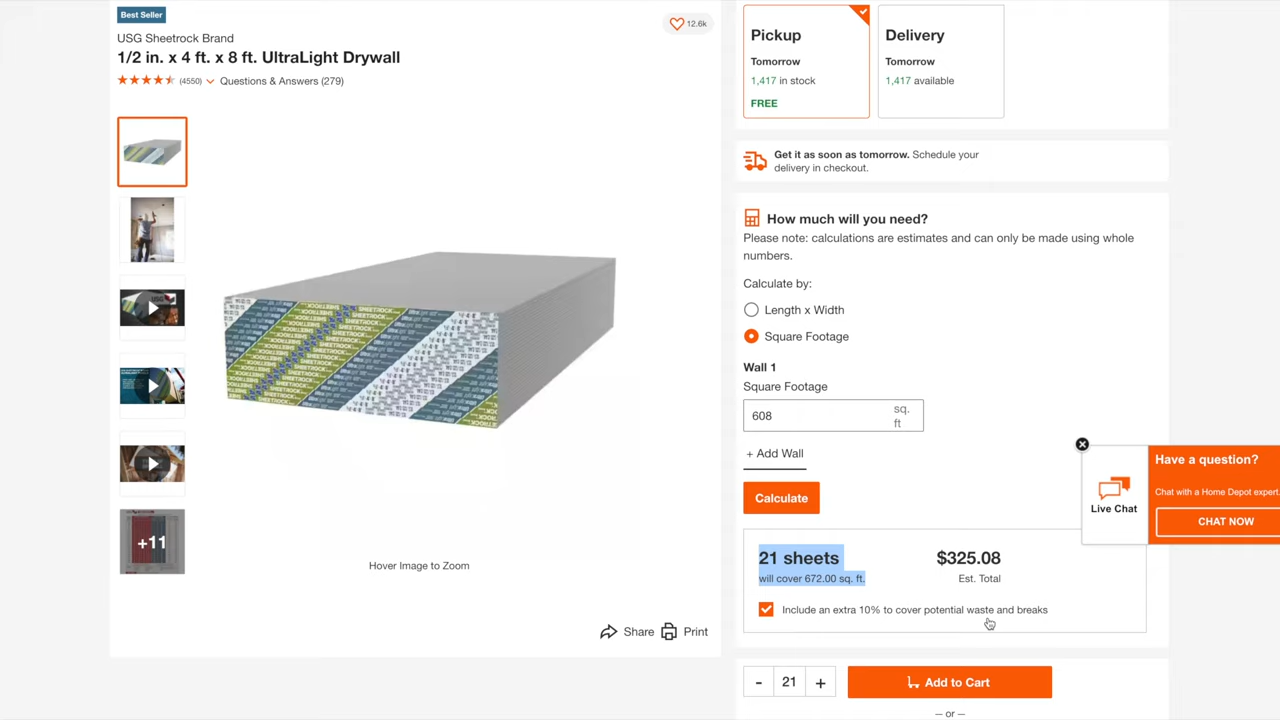 Best Seller
12.6k
USG Sheetrock Brand
1/2 in. x 4 ft. x 8 ft. UltraLight Drywall
(4550)
Questions & Answers (279)
+11
Hover Image to Zoom
Share
Print
Pickup
Tomorrow
1,417 in stock
FREE
Delivery
Tomorrow
1,417 available
Get it as soon as tomorrow. Schedule your
delivery in checkout.
How much will you need?
Please note: calculations are estimates and can only be made using whole
numbers.
Calculate by:
Length x Width
Square Footage
Wall 1
Square Footage
608
sq.
ft
+ Add Wall
Calculate
21 sheets
will cover 672.00 sq. ft.
$325.08
Est. Total
Include an extra 10% to cover potential waste and breaks
- 21 +
Add to Cart
— or —
Live Chat
Have a question?
Chat with a Home Depot expert.
CHAT NOW